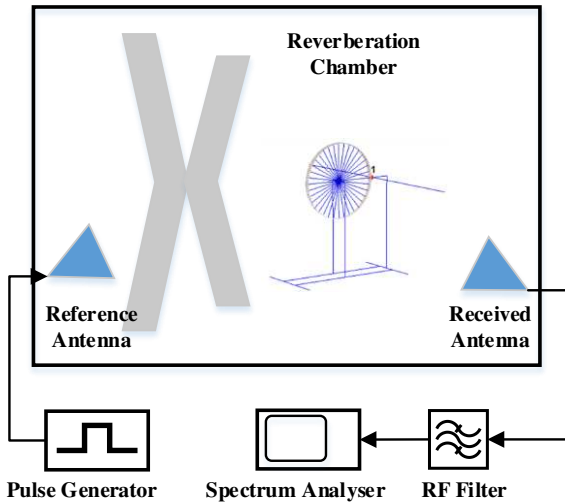 Reverberation
Chamber
1
Reference
Antenna
Received
Antenna
Pulse Generator
Spectrum Analyser
RF Filter